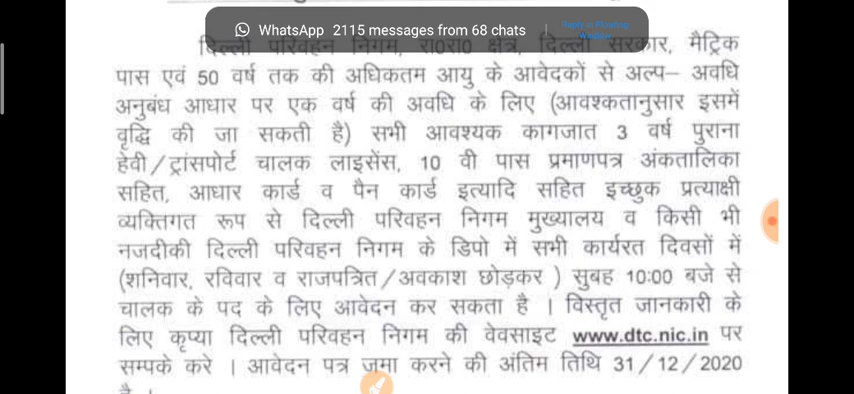 WhatsApp 2115 messages from 68 chats
दिल्ली परिवहन निगम, रा0रा0 क्षेत्र, दिल्ली सरकार, मैट्रिक
पास एवं 50 वर्ष तक की अधिकतम आयु के आवेदकों से अल्प– अवधि
अनुबंध आधार पर एक वर्ष की अवधि के लिए (आवश्कतानुसार इसमें
वृद्धि की जा सकती है) सभी आवश्यक कागजात 3 वर्ष पुराना
हेवी/ट्रांसपोर्ट चालक लाइसेंस, 10 वी पास प्रमाणपत्र अंकतालिका
सहित, आधार कार्ड व पैन कार्ड इत्यादि सहित इच्छुक प्रत्याक्षी
व्यक्तिगत रूप से दिल्ली परिवहन निगम मुख्यालय व किसी भी
नजदीकी दिल्ली परिवहन निगम के डिपो में सभी कार्यरत दिवसों में
(शनिवार, रविवार व राजपत्रित/अवकाश छोड़कर ) सुबह 10:00 बजे से
चालक के पद के लिए आवेदन कर सकता है । विस्तृत जानकारी के
लिए कृप्या दिल्ली परिवहन निगम की वेवसाइट www.dtc.nic.in पर
सम्पके करे । आवेदन पत्र जमा करने की अंतिम तिथि 31/12/2020